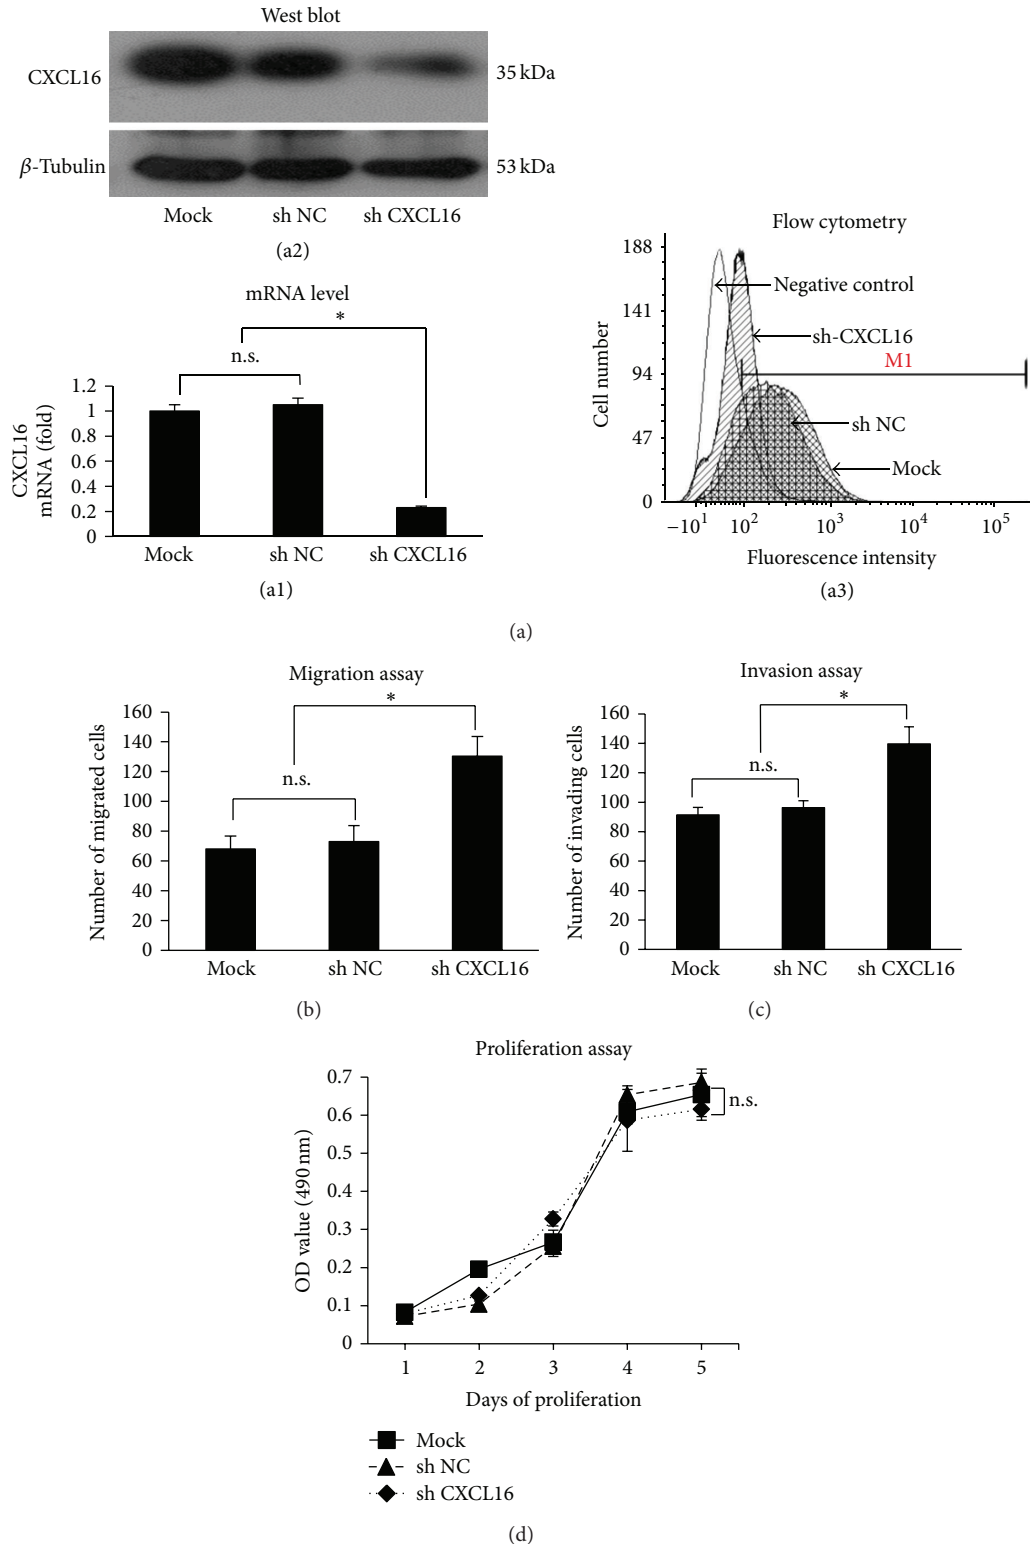 West blot
CXCL16
35 kDa
β-Tubulin
53 kDa
Mock sh NC sh CXCL16
(a2)
mRNA level
*
n.s.
CXCL16
mRNA (fold)
1.2
1
0.8
0.6
0.4
0.2
0
Mock sh NC sh CXCL16
(a1)
Flow cytometry
Cell number
188
141
94
47
0
Negative control
sh-CXCL16
M1
sh NC
Mock
−10¹ 10² 10³ 10⁴ 10⁵
Fluorescence intensity
(a3)
(a)
Migration assay
*
n.s.
Number of migrated cells
160
140
120
100
80
60
40
20
0
Mock sh NC sh CXCL16
(b)
Invasion assay
*
n.s.
Number of invading cells
160
140
120
100
80
60
40
20
0
Mock sh NC sh CXCL16
(c)
Proliferation assay
OD value (490 nm)
0.7
0.6
0.5
0.4
0.3
0.2
0.1
0
n.s.
1 2 3 4 5
Days of proliferation
Mock
sh NC
sh CXCL16
(d)